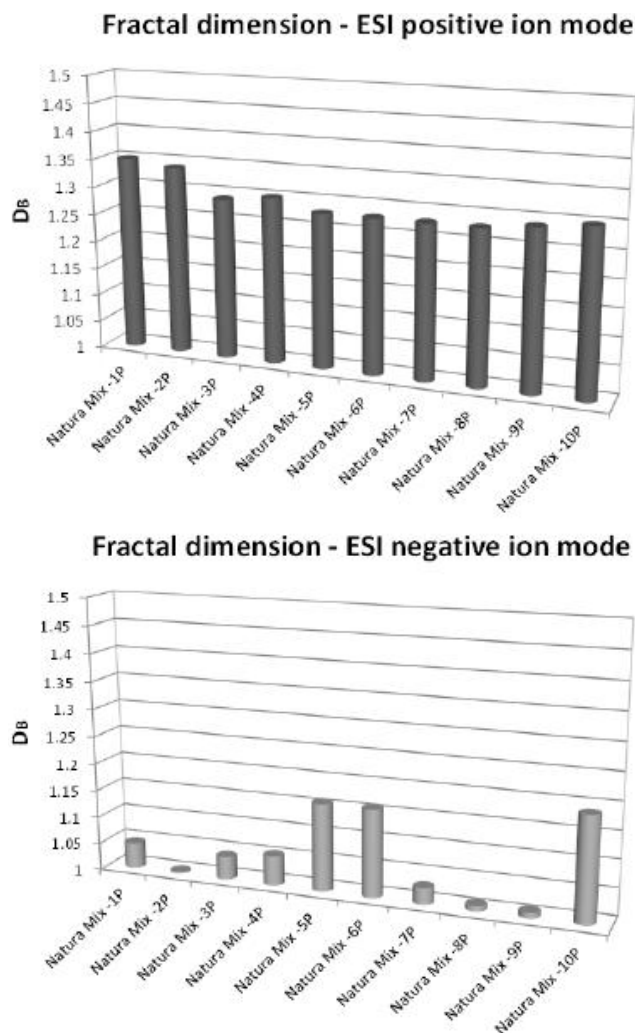 Fractal dimension - ESI positive ion mode
1.5
1.45
1.4
1.35
1.3
1.25
1.2
1.15
1.1
1.05
1
DB
Natura Mix -1P
Natura Mix -2P
Natura Mix -3P
Natura Mix -4P
Natura Mix -5P
Natura Mix -6P
Natura Mix -7P
Natura Mix -8P
Natura Mix -9P
Natura Mix -10P
Fractal dimension - ESI negative ion mode
1.5
1.45
1.4
1.35
1.3
1.25
1.2
1.15
1.1
1.05
1
DB
Natura Mix -1P
Natura Mix -2P
Natura Mix -3P
Natura Mix -4P
Natura Mix -5P
Natura Mix -6P
Natura Mix -7P
Natura Mix -8P
Natura Mix -9P
Natura Mix -10P